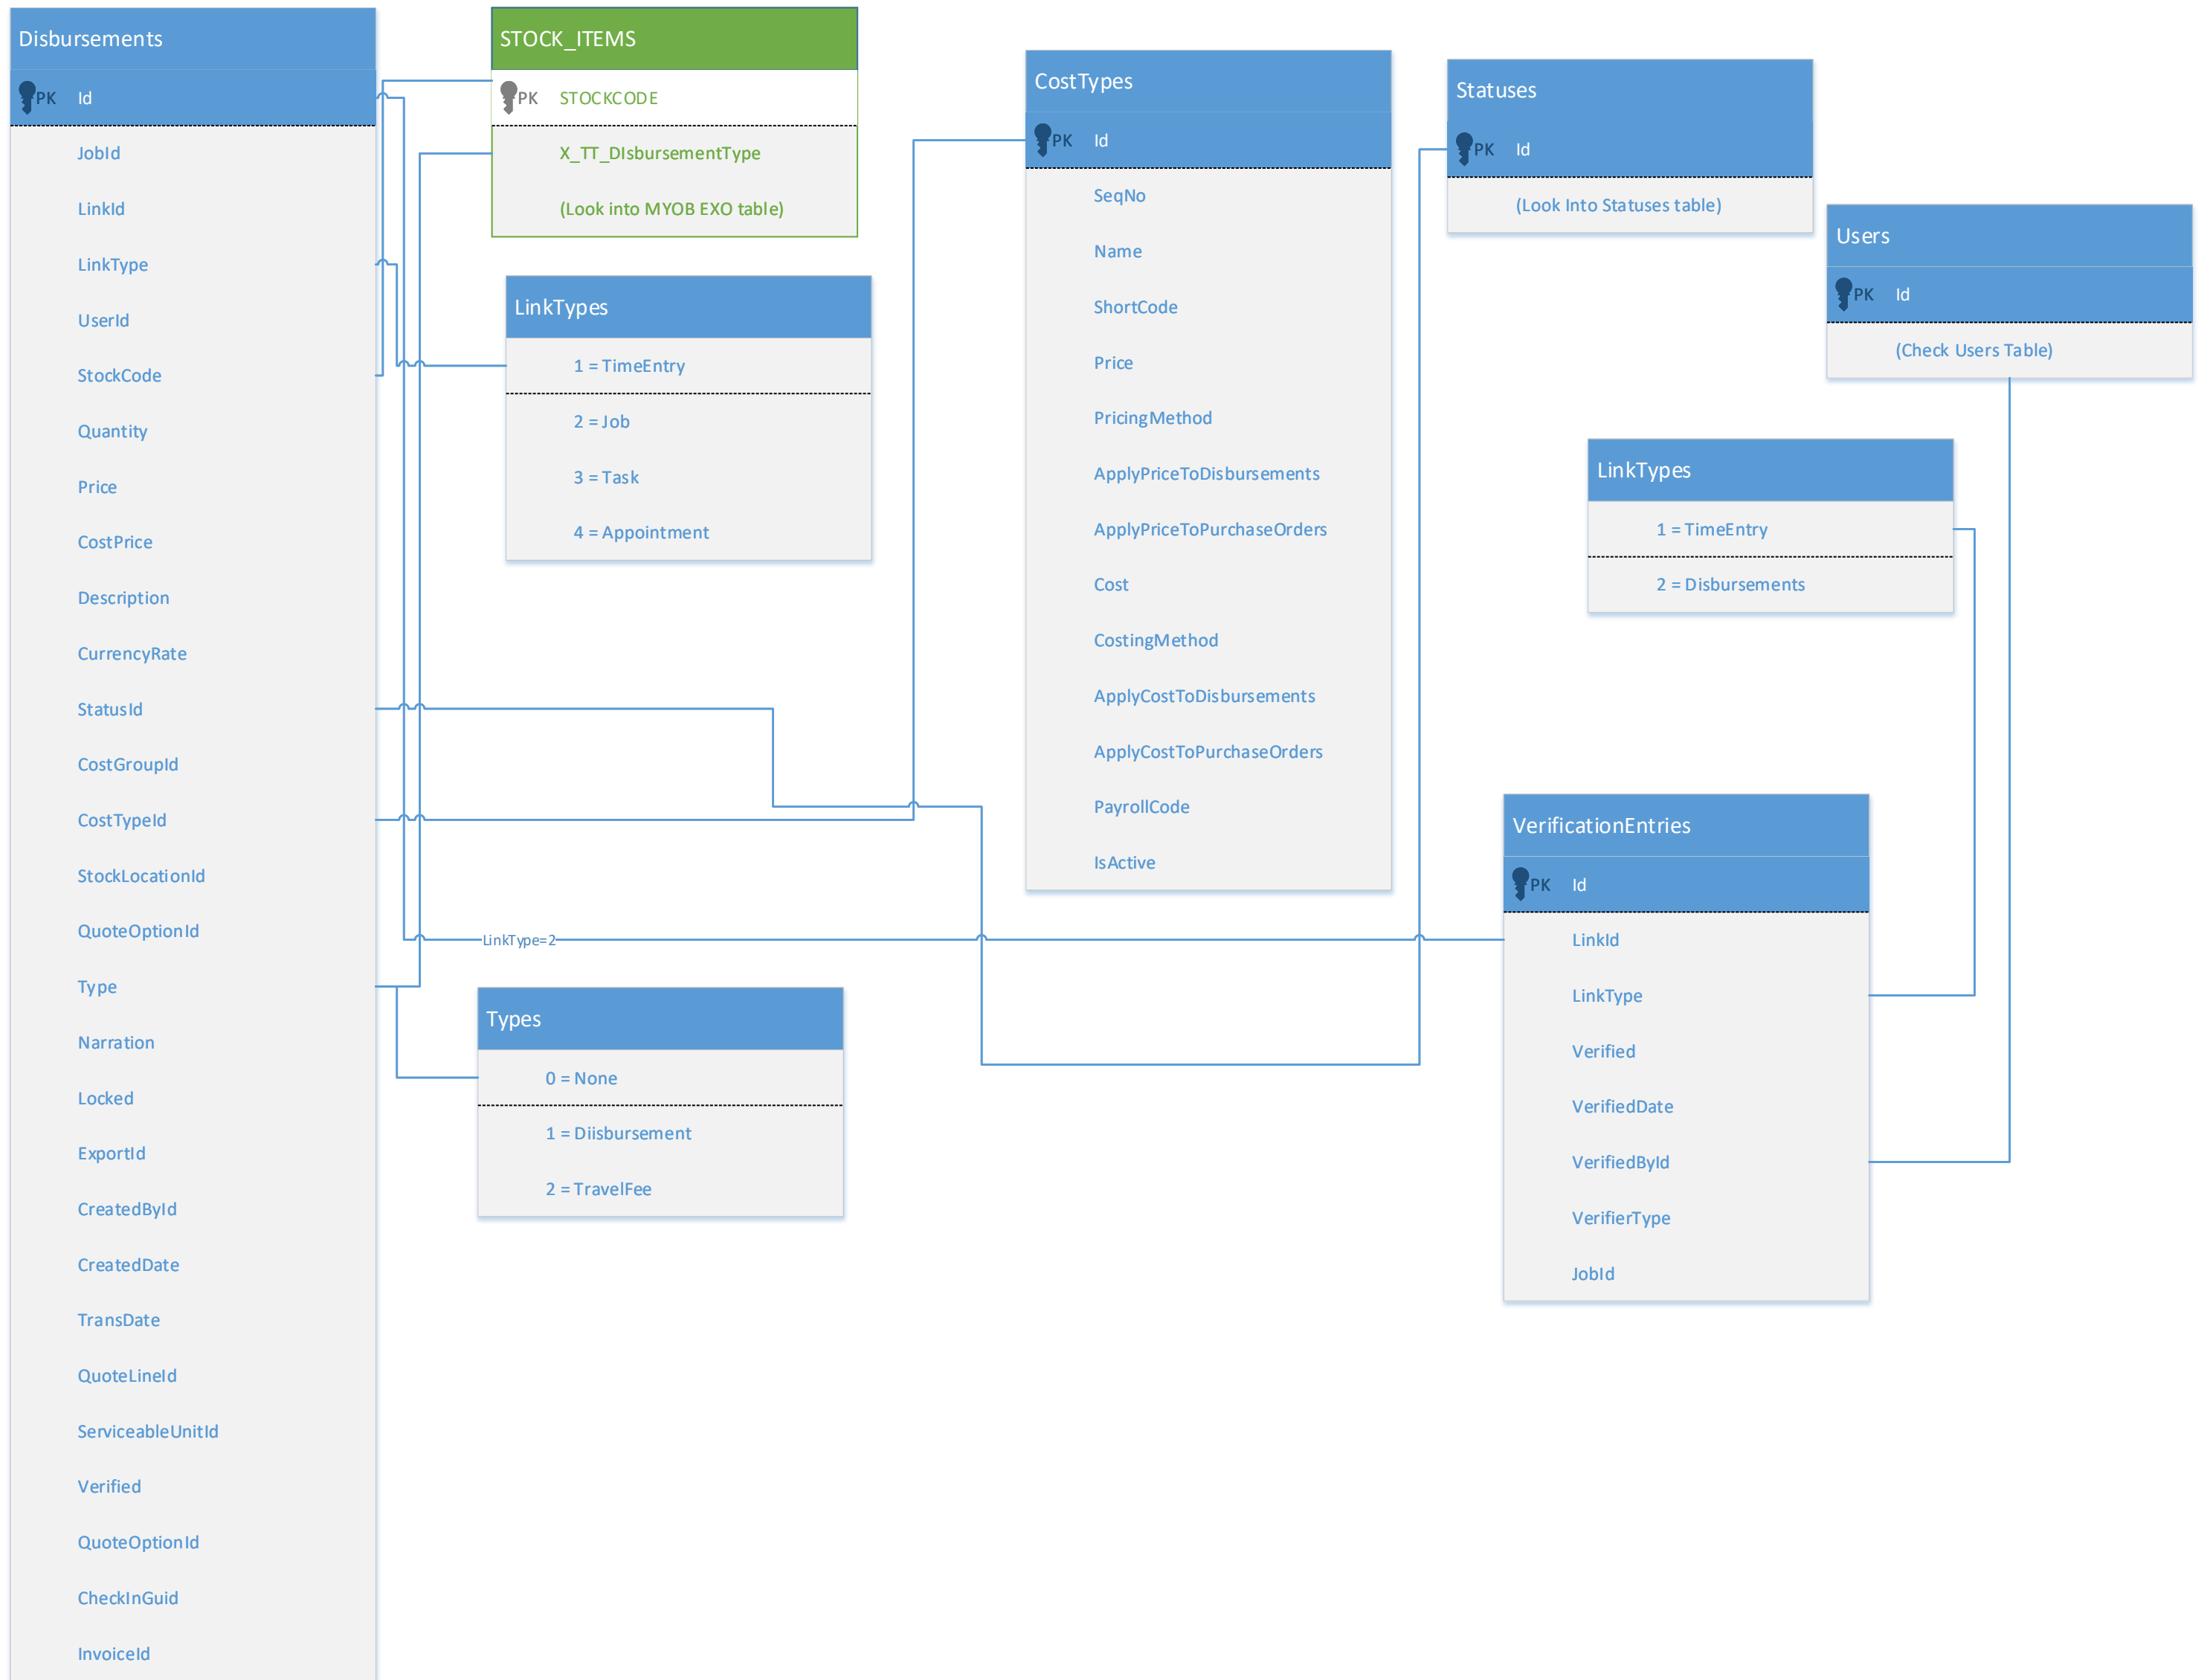 Disbursements
PK Id
JobId
LinkId
LinkType
UserId
StockCode
Quantity
Price
CostPrice
Description
CurrencyRate
StatusId
CostGroupId
CostTypeId
StockLocationId
QuoteOptionId
Type
Narration
Locked
ExportId
CreatedById
CreatedDate
TransDate
QuoteLineId
ServiceableUnitId
Verified
QuoteOptionId
CheckInGuid
InvoiceId
STOCK_ITEMS
PK STOCKCODE
X_TT_DIsbursementType
(Look into MYOB EXO table)
LinkTypes
1 = TimeEntry
2 = Job
3 = Task
4 = Appointment
LinkType=2
Types
0 = None
1 = Diisbursement
2 = TravelFee
CostTypes
PK Id
SeqNo
Name
ShortCode
Price
PricingMethod
ApplyPriceToDisbursements
ApplyPriceToPurchaseOrders
Cost
CostingMethod
ApplyCostToDisbursements
ApplyCostToPurchaseOrders
PayrollCode
IsActive
Statuses
PK Id
(Look Into Statuses table)
Users
PK Id
(Check Users Table)
LinkTypes
1 = TimeEntry
2 = Disbursements
VerificationEntries
PK Id
LinkId
LinkType
Verified
VerifiedDate
VerifiedById
VerifierType
JobId